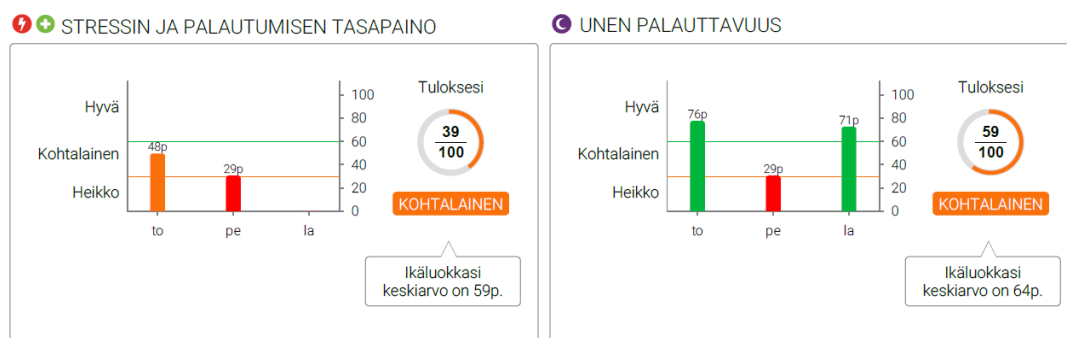 STRESSIN JA PALAUTUMISEN TASAPAINO
Hyvä
Kohtalainen
Heikko
48p
29p
100
80
60
40
20
0
to pe la
Tuloksesi
39
100
KOHTALAINEN
Ikäluokkasi
keskiarvo on 59p.
UNEN PALAUTTAVUUS
Hyvä
Kohtalainen
Heikko
76p
29p
71p
100
80
60
40
20
0
to pe la
Tuloksesi
59
100
KOHTALAINEN
Ikäluokkasi
keskiarvo on 64p.